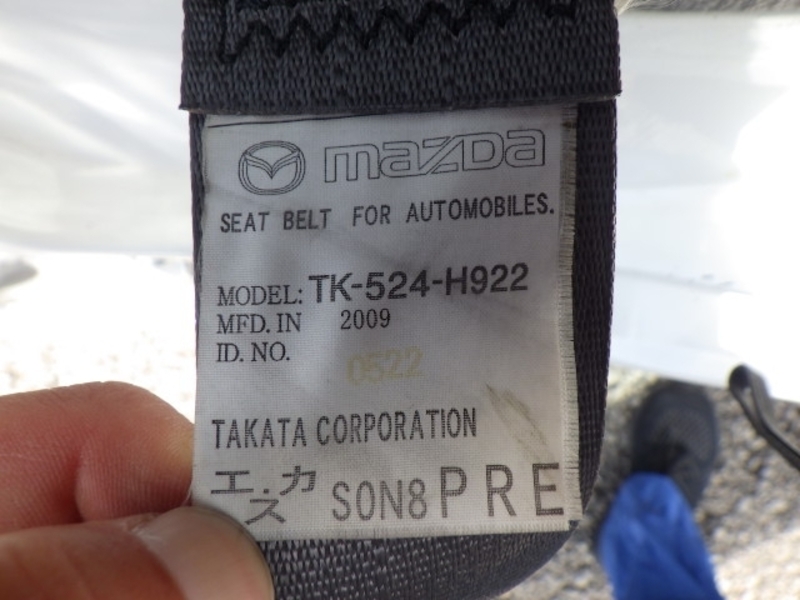 mazda
SEAT BELT FOR AUTOMOBILES.
MODEL: TK-524-H922
MFD. IN 2009
ID. NO. 0522
TAKATA CORPORATION
エ.カ
ス
S0N8 PRE